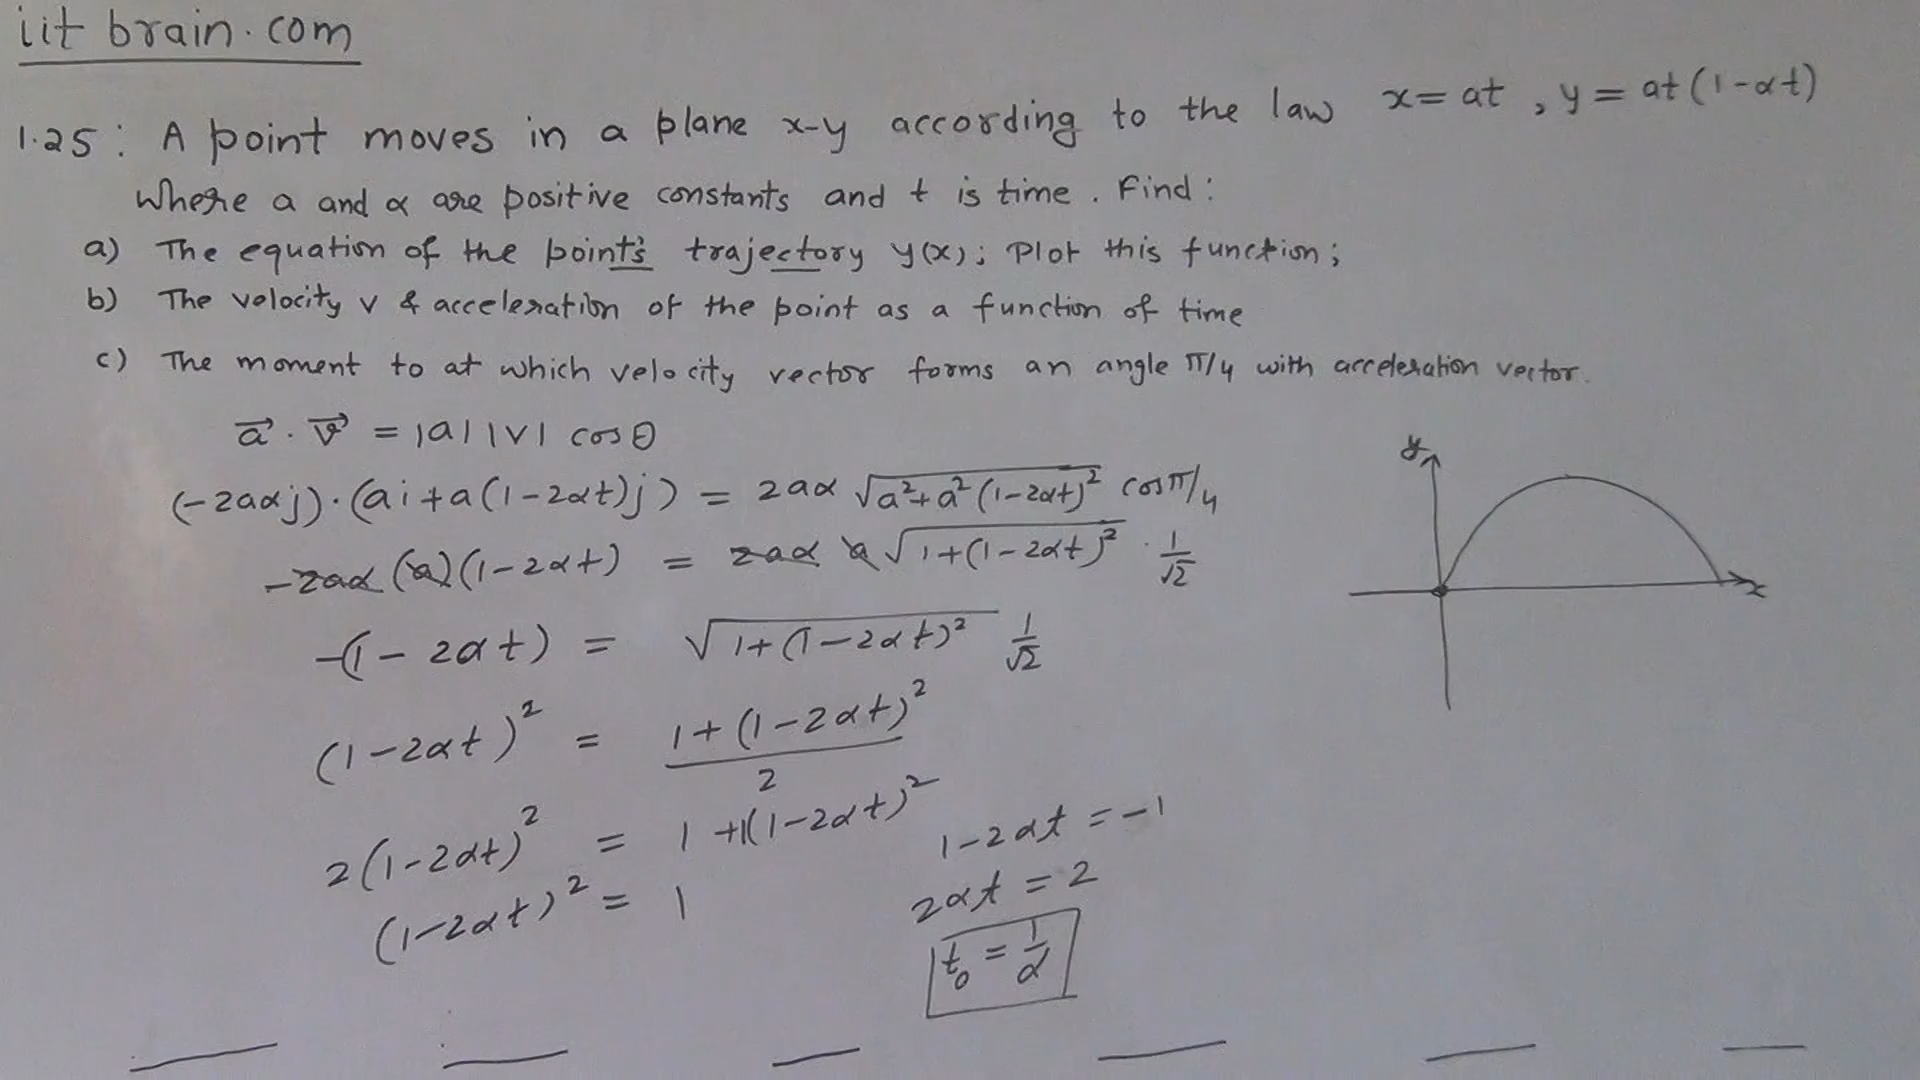 iit brain.com
1.25: A point moves in a plane x-y according to the law x=at, y=at(1-αt)
where a and α are positive constants and t is time. Find:
a) The equation of the point's trajectory y(x); Plot this function;
b) The velocity v & acceleration of the point as a function of time
c) The moment to at which velocity vector forms an angle π/4 with acceleration vector.
a⃗ · v⃗ = |a| |v| cos θ
(-2aαj)·(ai+a(1-2αt)j) = 2aα √(a²+a²(1-2αt)²) cos π/4
-2aα (a)(1-2αt) = 2aα a √(1+(1-2αt)²) · 1/√2
-(1-2αt) = √(1+(1-2αt)²) 1/√2
(1-2αt)² = (1+(1-2αt)²)/2
2(1-2αt)² = 1+1(1-2αt)²
(1-2αt)² = 1
1-2αt = -1
2αt = 2
t₀ = 1/α
y
x